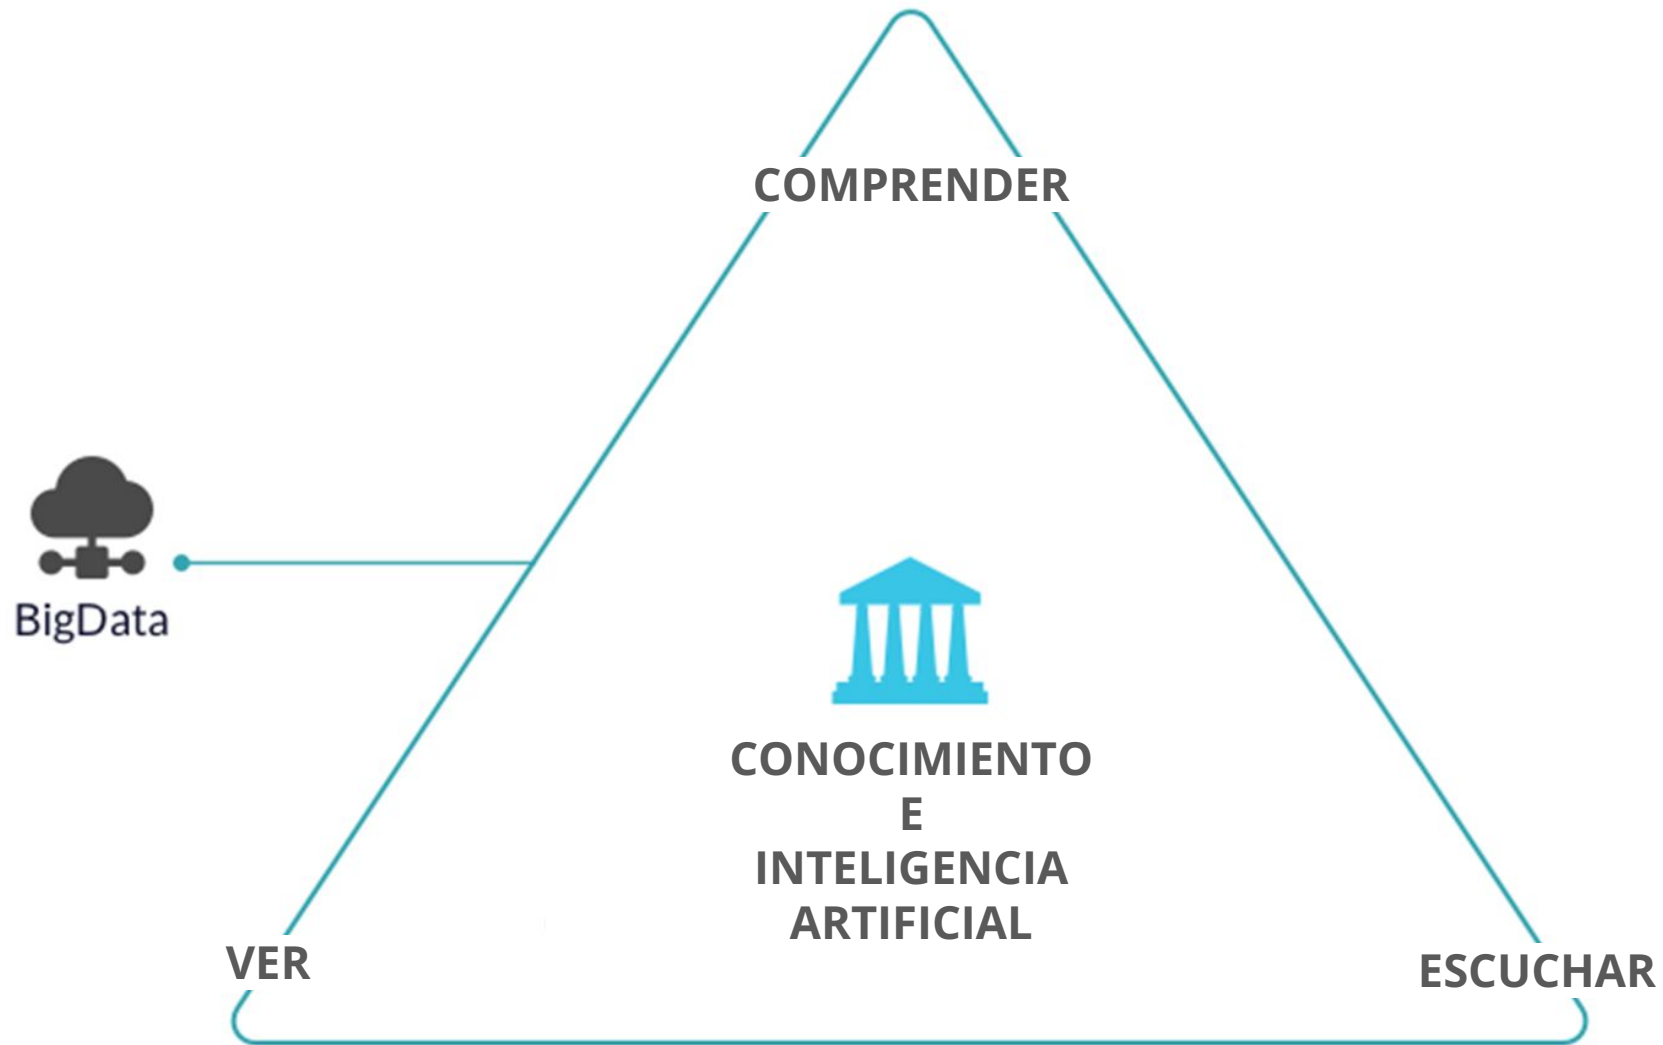 COMPRENDER
BigData
CONOCIMIENTO
E
INTELIGENCIA
ARTIFICIAL
VER
ESCUCHAR